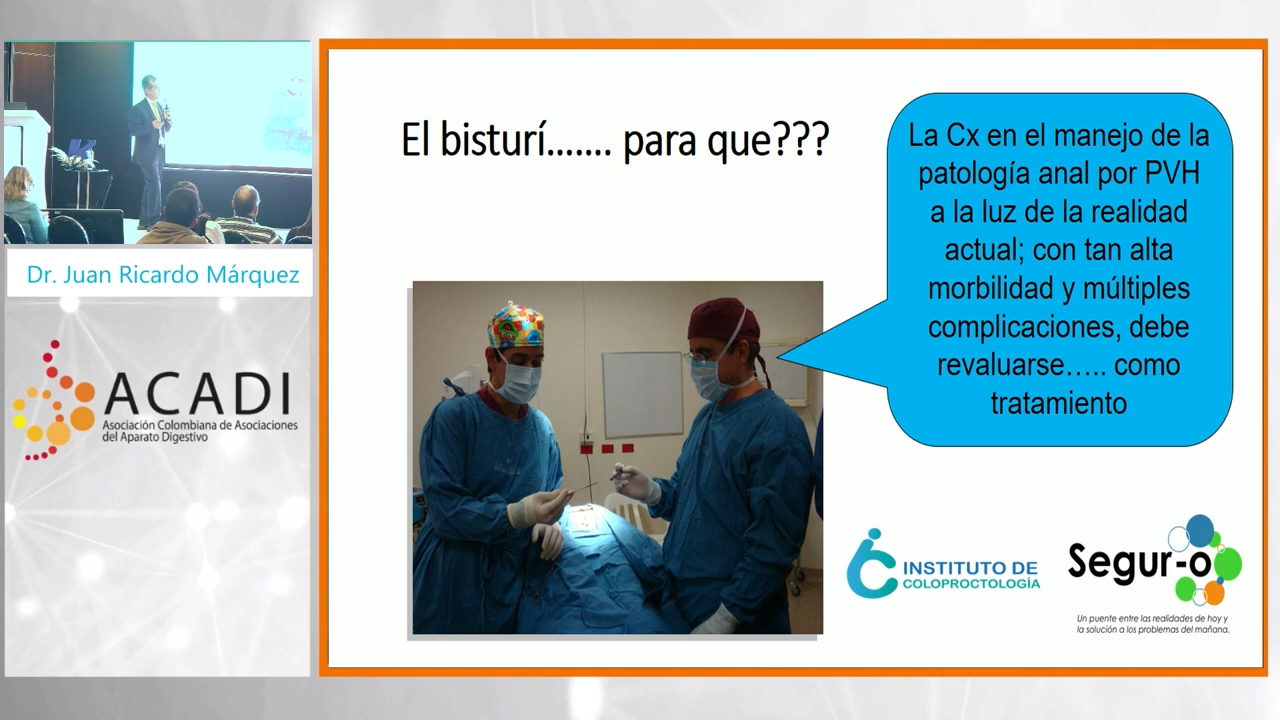 Dr. Juan Ricardo Márquez
ACADI
Asociación Colombiana de Asociaciones
del Aparato Digestivo
El bisturí....... para que???
La Cx en el manejo de la
patología anal por PVH
a la luz de la realidad
actual; con tan alta
morbilidad y múltiples
complicaciones, debe
revaluarse….. como
tratamiento
INSTITUTO DE
COLOPROCTOLOGÍA
Segur-o
Un puente entre las realidades de hoy y
la solución a los problemas del mañana.